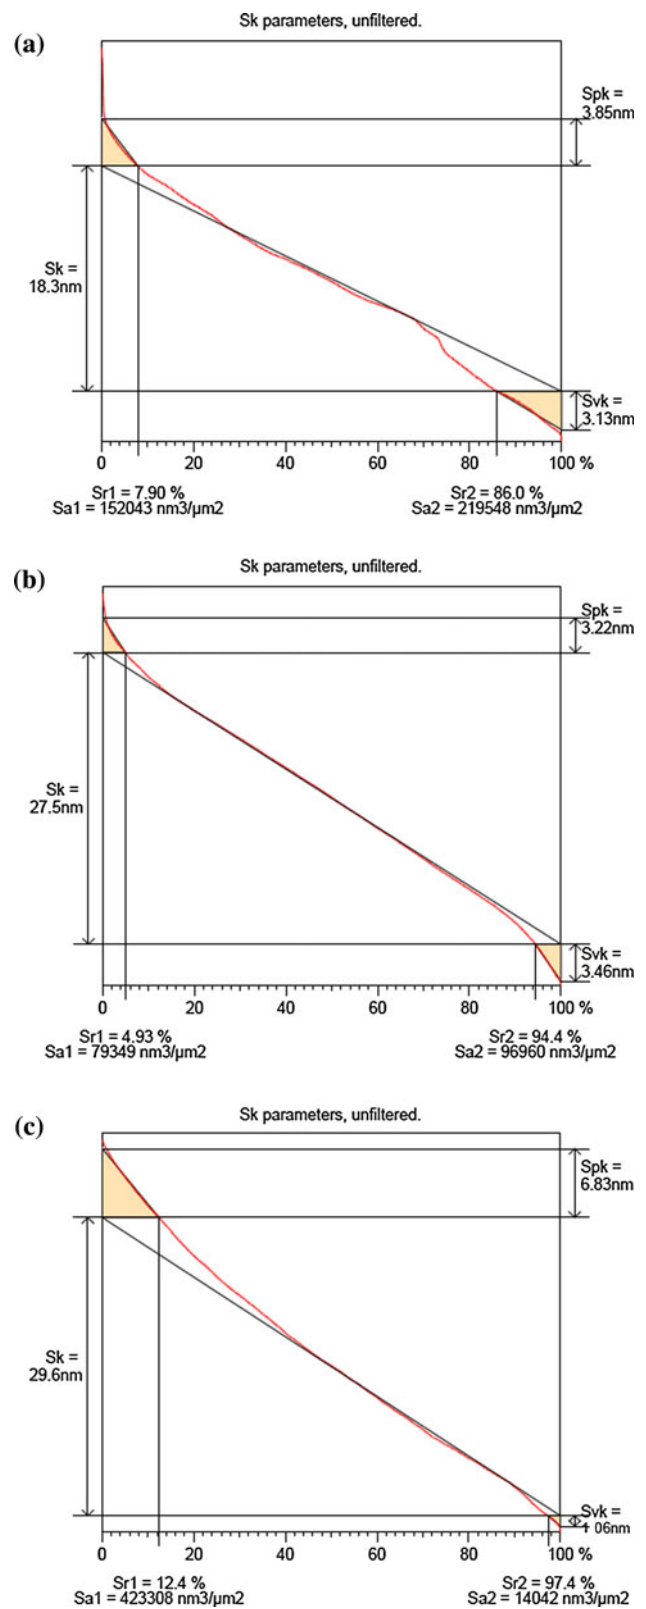 (a)
Sk parameters, unfiltered.
Spk =
3.85nm
Sk =
18.3nm
Svk =
3.13nm
0 20 40 60 80 100 %
Sr1 = 7.90 % Sr2 = 86.0 %
Sa1 = 152043 nm3/µm2 Sa2 = 219548 nm3/µm2
(b)
Sk parameters, unfiltered.
Spk =
3.22nm
Sk =
27.5nm
Svk =
3.46nm
0 20 40 60 80 100 %
Sr1 = 4.93 % Sr2 = 94.4 %
Sa1 = 79349 nm3/µm2 Sa2 = 96960 nm3/µm2
(c)
Sk parameters, unfiltered.
Spk =
6.83nm
Sk =
29.6nm
Svk =
1.06nm
0 20 40 60 80 100 %
Sr1 = 12.4 % Sr2 = 97.4 %
Sa1 = 423308 nm3/µm2 Sa2 = 14042 nm3/µm2